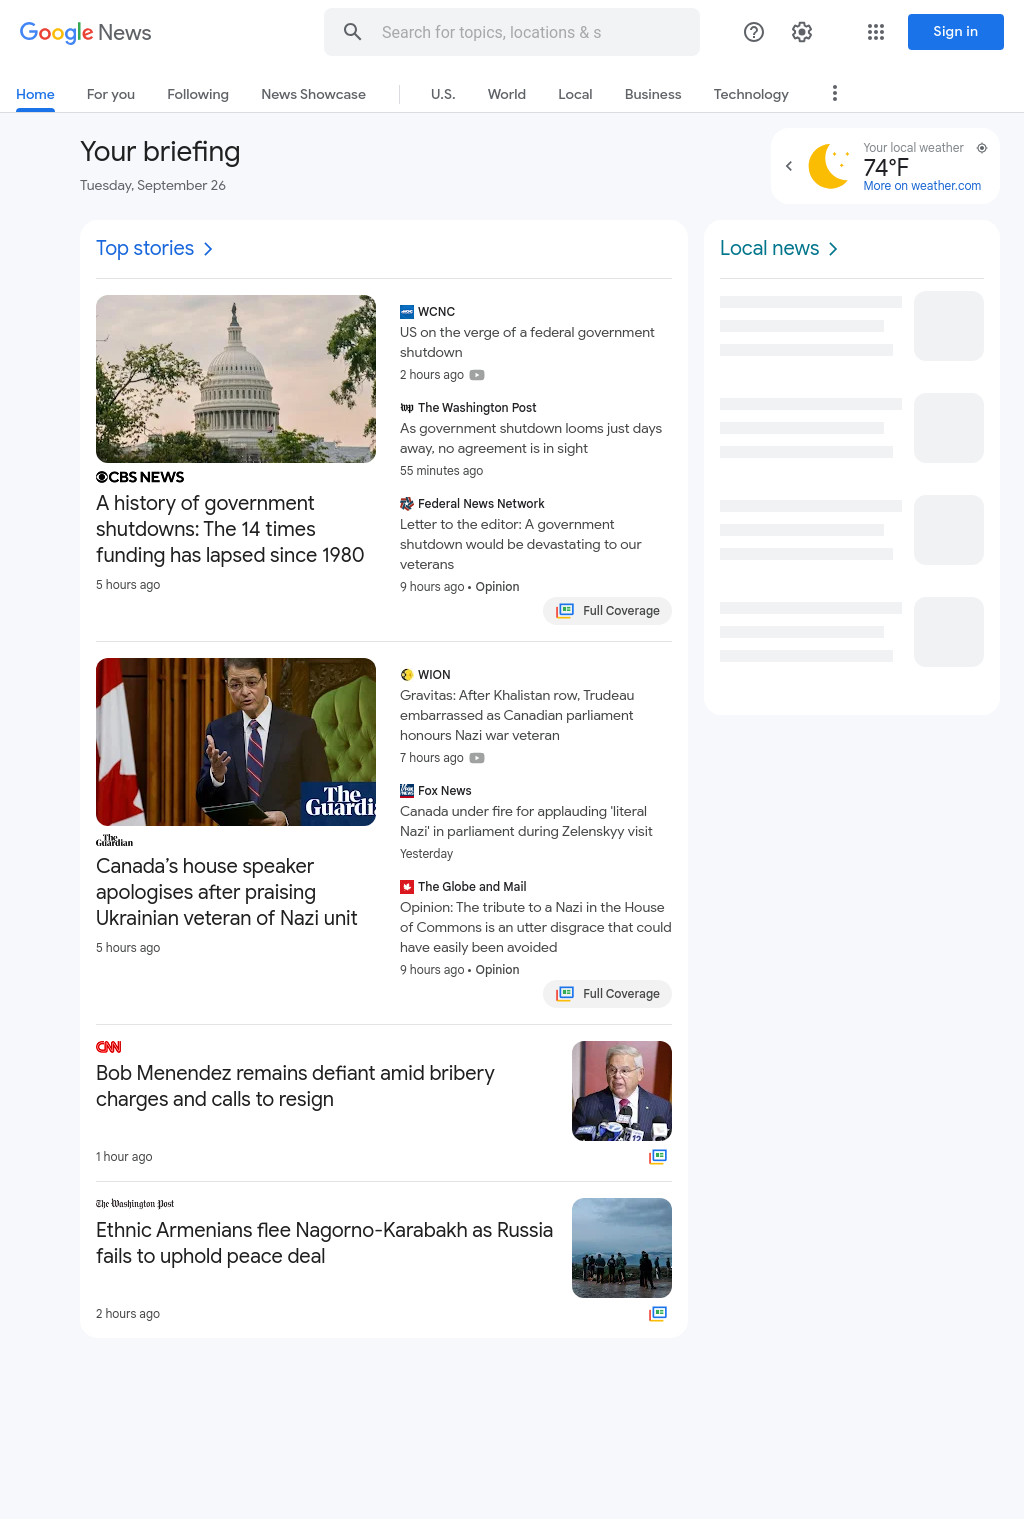 Google News
Search for topics, locations & s
Sign in
Home
For you
Following
News Showcase
U.S.
World
Local
Business
Technology
Your briefing
Tuesday, September 26
Your local weather
74°F
More on weather.com
Top stories
CBS NEWS
A history of government
shutdowns: The 14 times
funding has lapsed since 1980
5 hours ago
WCNC
US on the verge of a federal government
shutdown
2 hours ago
wp The Washington Post
As government shutdown looms just days
away, no agreement is in sight
55 minutes ago
Federal News Network
Letter to the editor: A government
shutdown would be devastating to our
veterans
9 hours ago • Opinion
Full Coverage
The
Guardia
The
Guardian
Canada’s house speaker
apologises after praising
Ukrainian veteran of Nazi unit
5 hours ago
WION
Gravitas: After Khalistan row, Trudeau
embarrassed as Canadian parliament
honours Nazi war veteran
7 hours ago
Fox News
Canada under fire for applauding 'literal
Nazi' in parliament during Zelenskyy visit
Yesterday
The Globe and Mail
Opinion: The tribute to a Nazi in the House
of Commons is an utter disgrace that could
have easily been avoided
9 hours ago • Opinion
Full Coverage
CNN
Bob Menendez remains defiant amid bribery
charges and calls to resign
1 hour ago
12
The Washington Post
Ethnic Armenians flee Nagorno-Karabakh as Russia
fails to uphold peace deal
2 hours ago
Local news